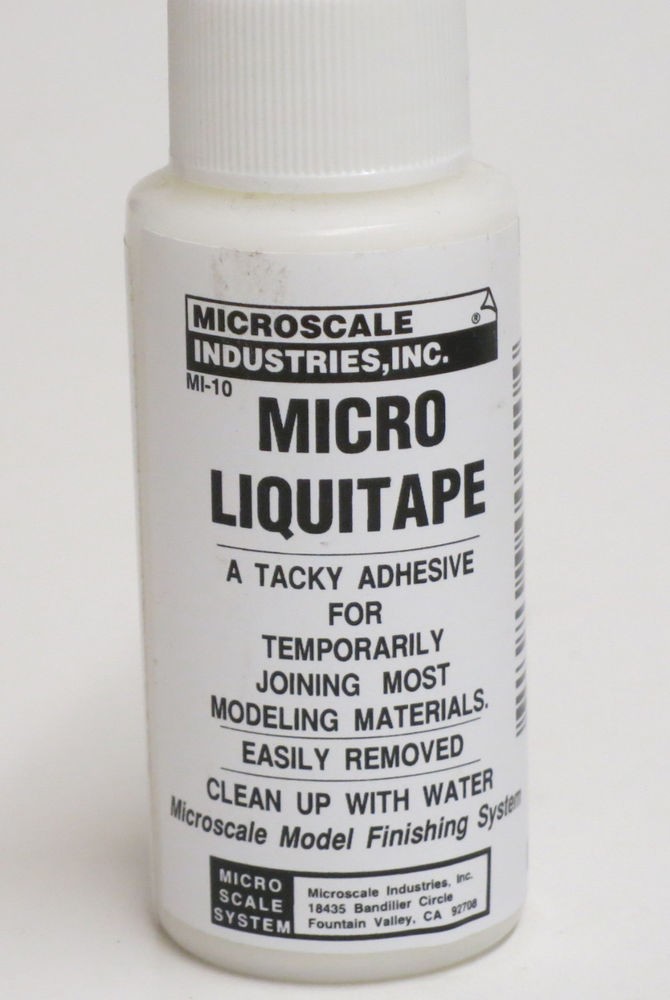 MICROSCALE ®
INDUSTRIES,INC.
MI-10
MICRO
LIQUITAPE
A TACKY ADHESIVE
FOR
TEMPORARILY
JOINING MOST
MODELING MATERIALS.
EASILY REMOVED
CLEAN UP WITH WATER
Microscale Model Finishing System
MICRO
SCALE
SYSTEM
Microscale Industries, Inc.
18435 Bandilier Circle
Fountain Valley, CA 92708